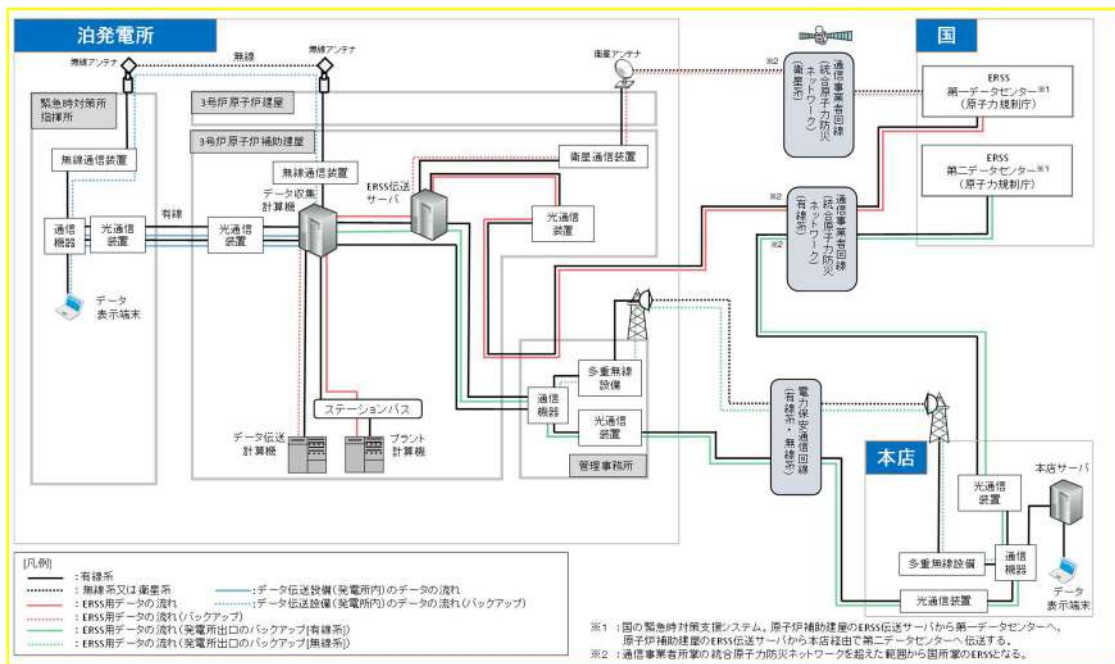 泊発電所
国
無線アンテナ
無線
無線アンテナ
衛星アンテナ
緊急時対策所
指揮所
3号炉原子炉建屋
3号炉原子炉補助建屋
無線通信装置
無線通信装置
データ収集
計算機
ERSS伝送
サーバ
衛星通信装置
有線
通信
機器
光通信
装置
光通信
装置
光通信
装置
データ
表示端末
※2
通信事業者回線
(統合原子力防災
ネットワーク)
(衛星系)
ERSS
第一データセンター※1
(原子力規制庁)
ERSS
第二データセンター※1
(原子力規制庁)
※2
※2
通信事業者回線
(統合原子力防災
ネットワーク)
(有線系)
多重無線
設備
通信
機器
光通信
装置
管理事務所
ステーションバス
データ伝送
計算機
プラント
計算機
電力保安通信回線
(有線系・無線系)
本店
本店サーバ
光通信
装置
多重無線設備
通信
機器
光通信装置
データ
表示端末
[凡例]
:有線系
:無線系又は衛星系
:データ伝送設備(発電所内)のデータの流れ
:ERSS用データの流れ
:データ伝送設備(発電所内)のデータの流れ(バックアップ)
:ERSS用データの流れ(バックアップ)
:ERSS用データの流れ(発電所出口のバックアップ[有線系])
:ERSS用データの流れ(発電所出口のバックアップ[無線系])
※1 :国の緊急時対策支援システム。原子炉補助建屋のERSS伝送サーバから第一データセンターへ,
原子炉補助建屋のERSS伝送サーバから本店経由で第二データセンターへ伝送する。
※2 :通信事業者所掌の統合原子力防災ネットワークを超えた範囲から国所掌のERSSとなる。